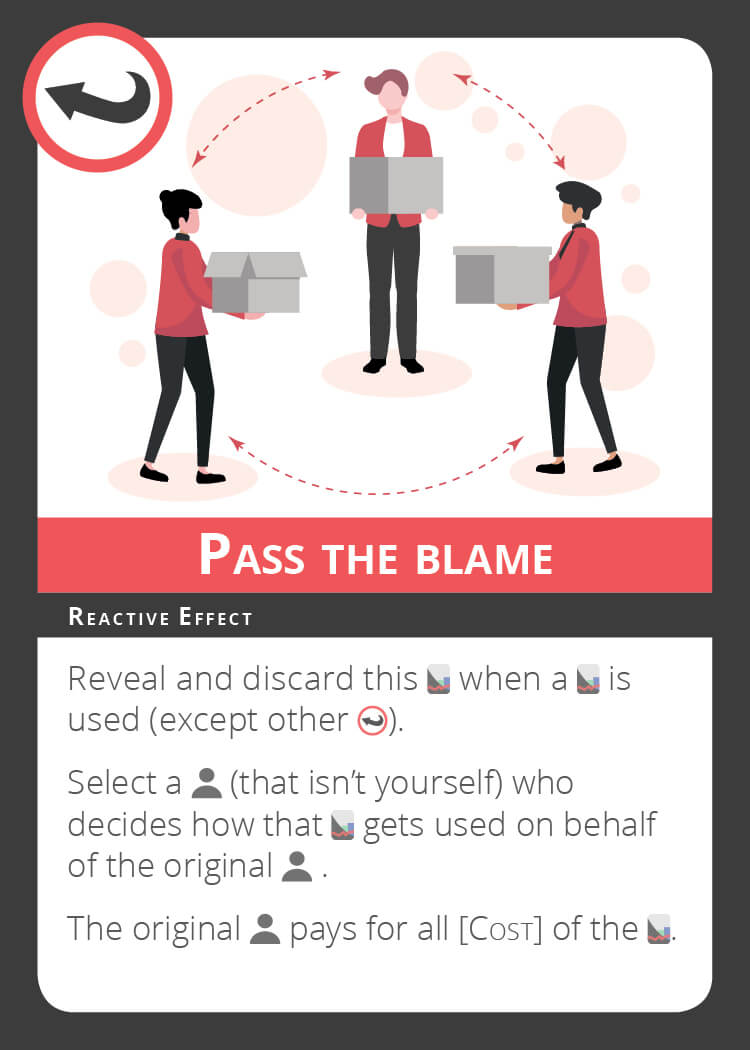 Pass the blame
Reactive Effect
Reveal and discard this when a is
used (except other ).
Select a (that isn’t yourself) who
decides how that gets used on behalf
of the original .
The original pays for all [Cost] of the .